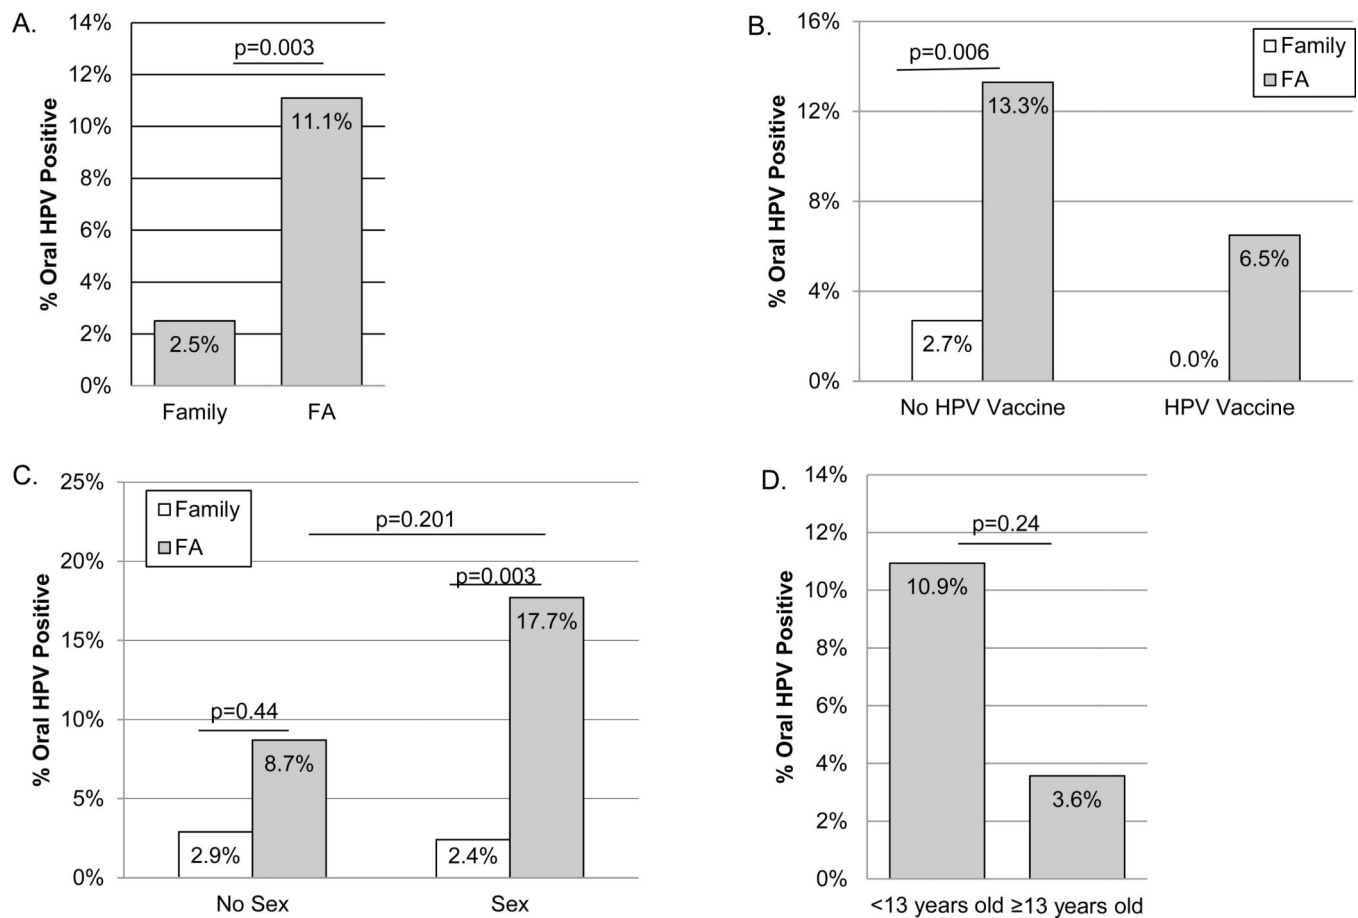 A.
% Oral HPV Positive
14%
12%
10%
8%
6%
4%
2%
0%
p=0.003
2.5%
11.1%
Family
FA
B.
% Oral HPV Positive
16%
12%
8%
4%
0%
p=0.006
Family
FA
2.7%
13.3%
0.0%
6.5%
No HPV Vaccine
HPV Vaccine
C.
% Oral HPV Positive
25%
20%
15%
10%
5%
0%
Family
FA
p=0.201
p=0.44
p=0.003
2.9%
8.7%
2.4%
17.7%
No Sex
Sex
D.
% Oral HPV Positive
14%
12%
10%
8%
6%
4%
2%
0%
p=0.24
10.9%
3.6%
<13 years old
≥13 years old